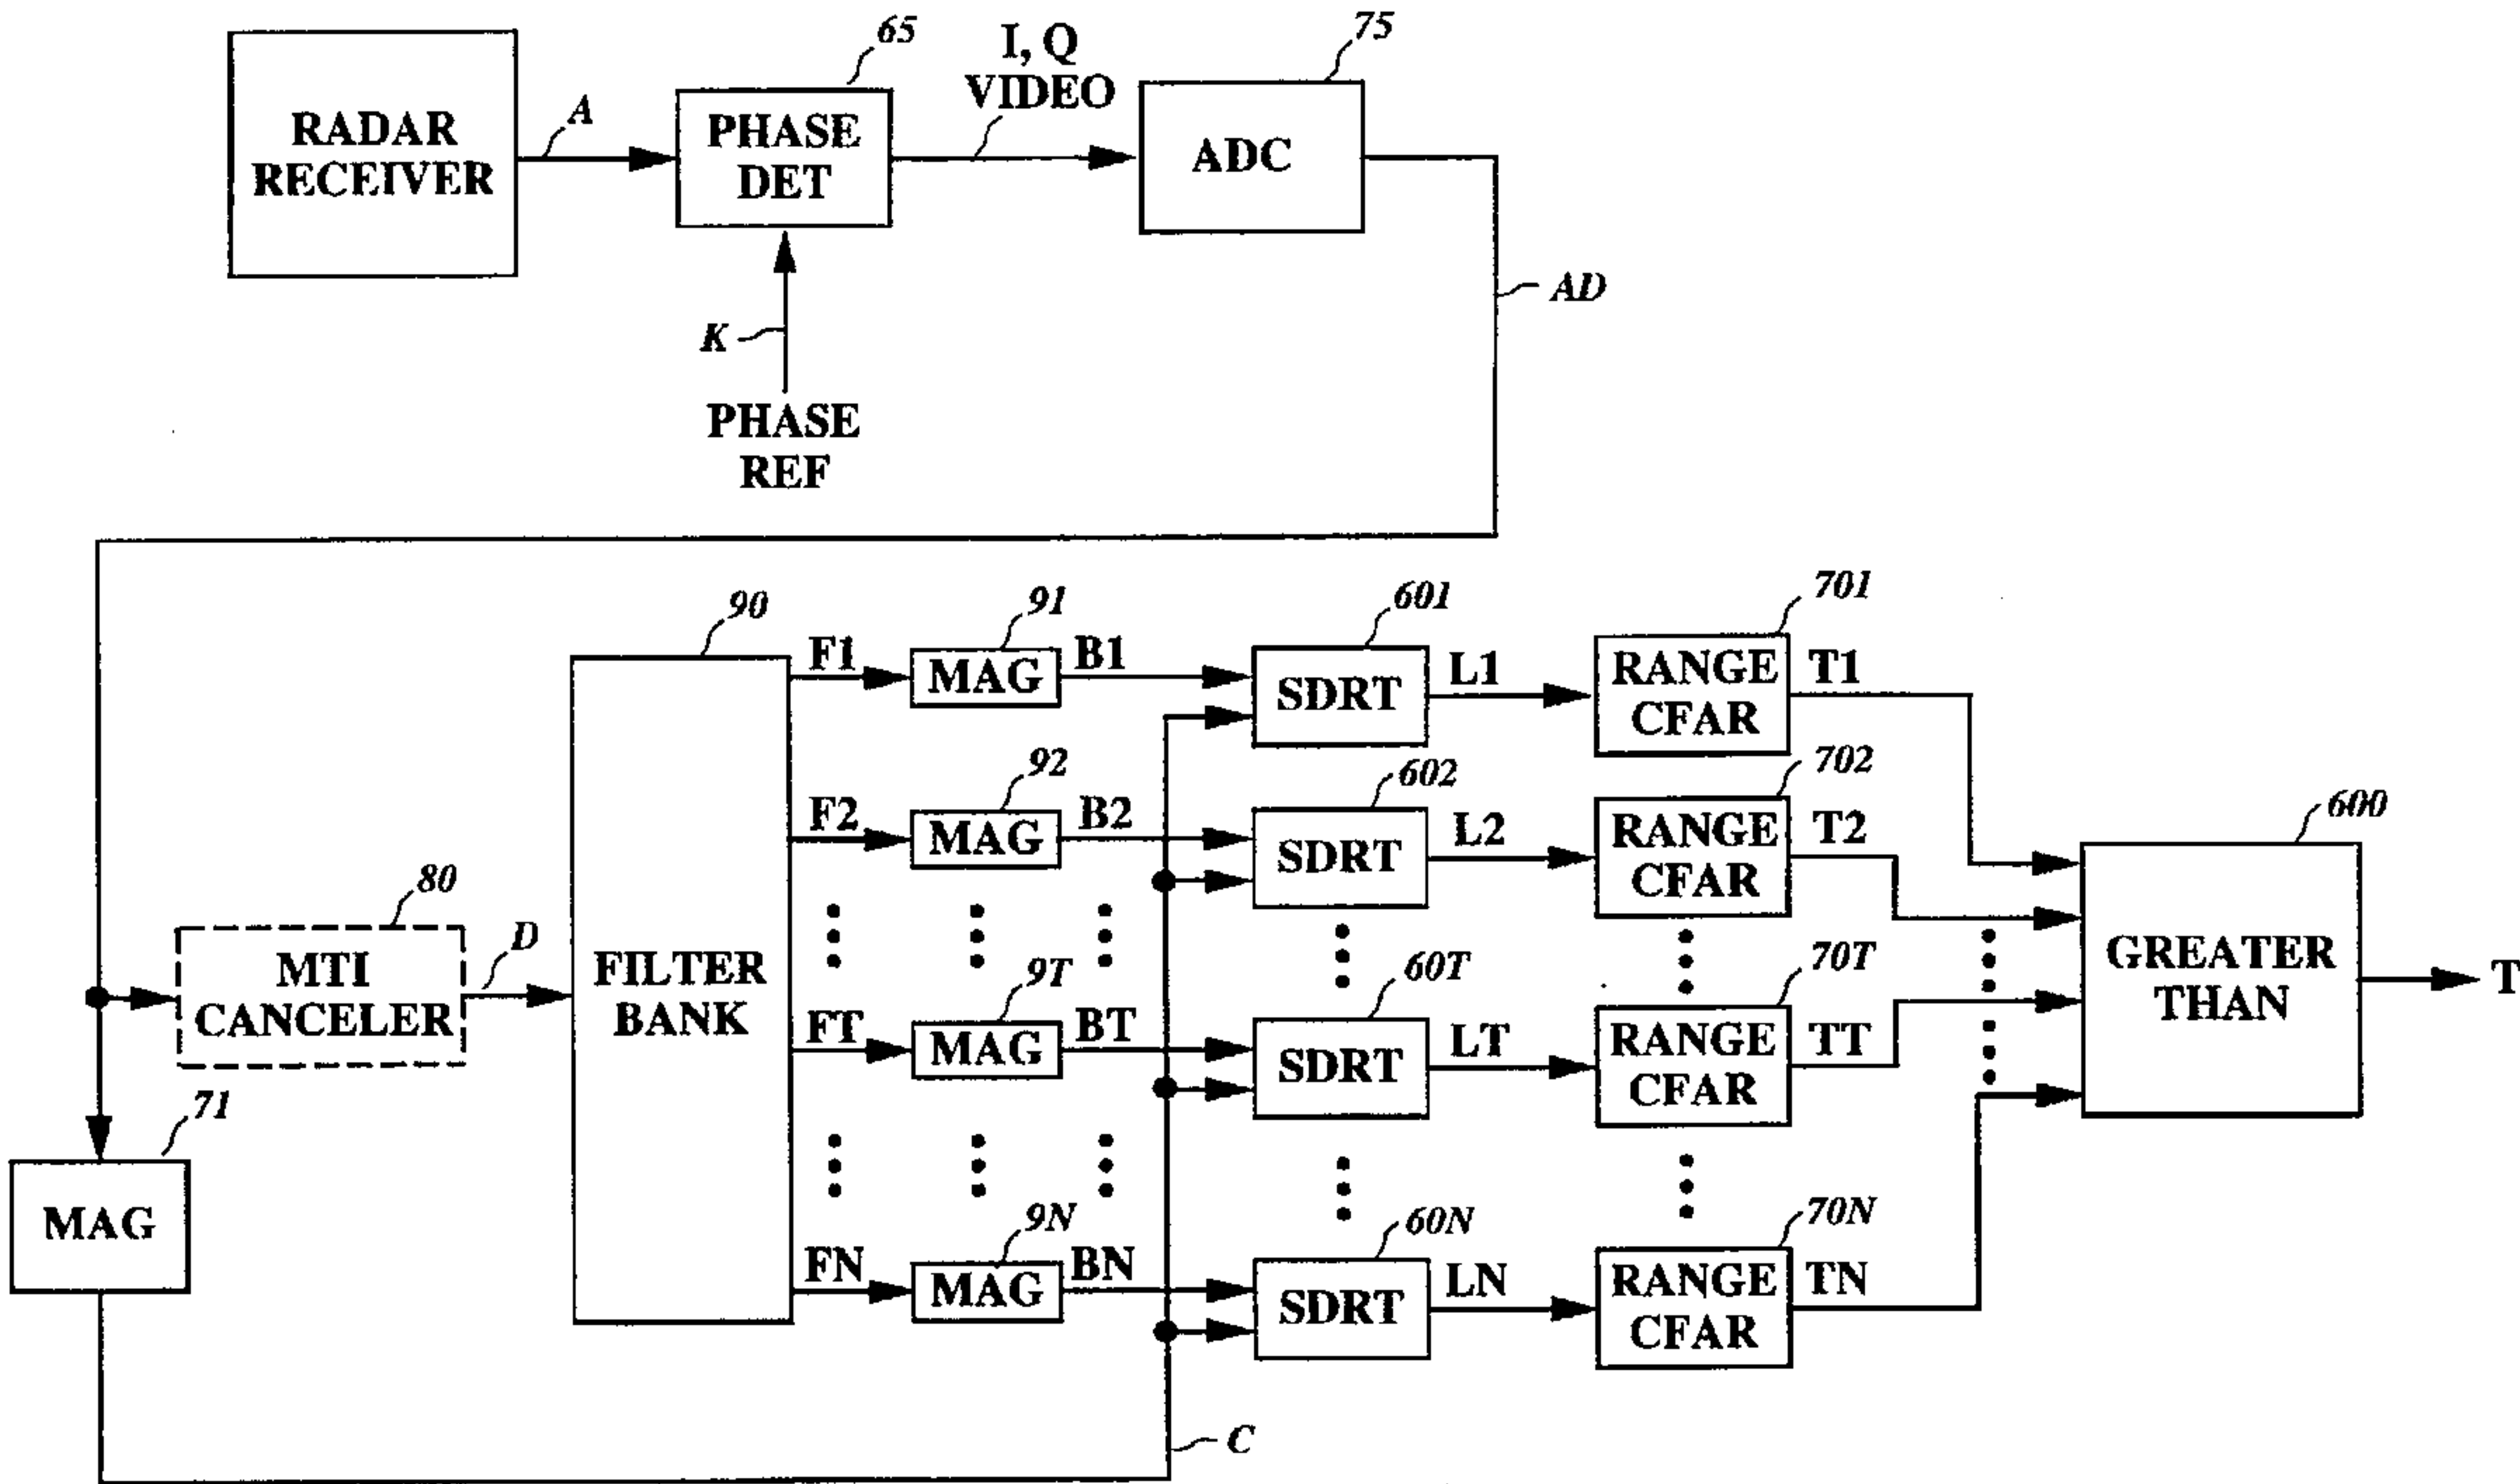 RADAR
RECEIVER
A
65
PHASE
DET
I, Q
VIDEO
75
ADC
AD
K
PHASE
REF
80
MTI
CANCELER
D
71
MAG
90
FILTER
BANK
F1
91
MAG
B1
601
SDRT
L1
701
RANGE
CFAR
T1
F2
92
MAG
B2
602
SDRT
L2
702
RANGE
CFAR
T2
FT
9T
MAG
BT
60T
SDRT
LT
70T
RANGE
CFAR
TT
FN
9N
MAG
BN
60N
SDRT
LN
70N
RANGE
CFAR
TN
600
GREATER
THAN
T
C